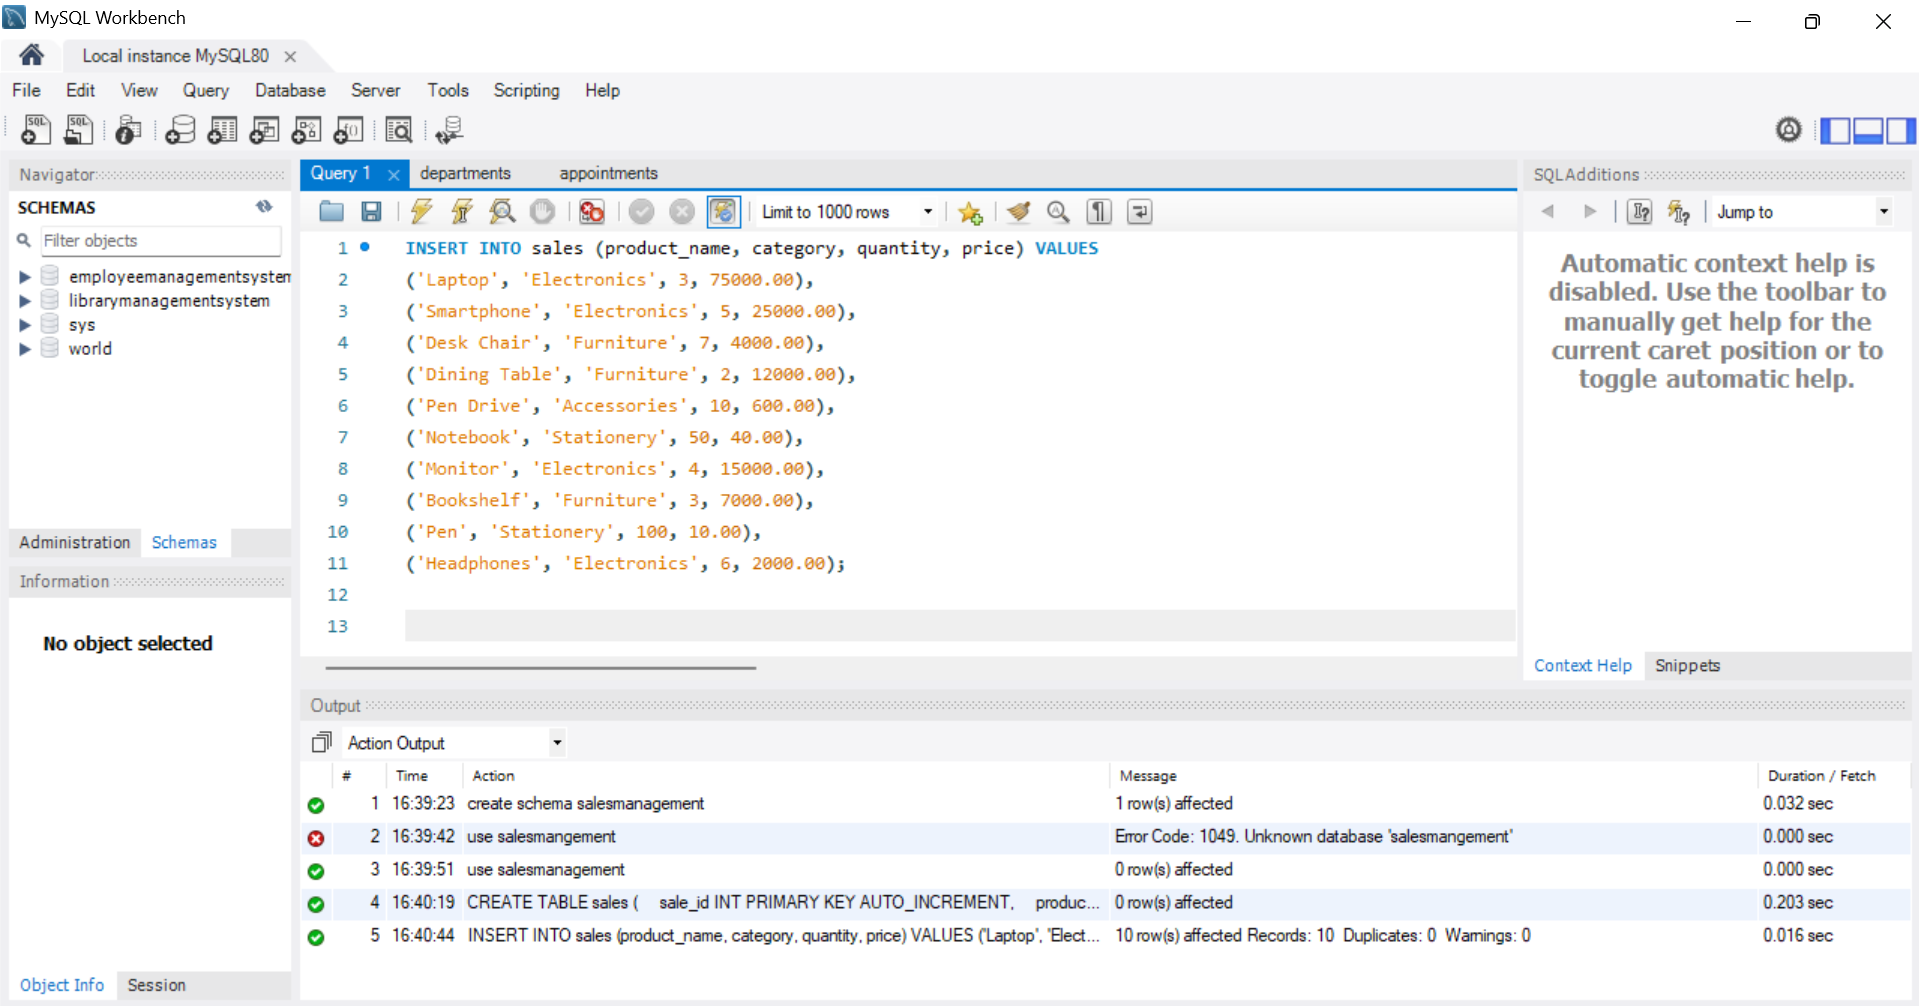 MySQL Workbench
Local instance MySQL80
File Edit View Query Database Server Tools Scripting Help
Navigator
SCHEMAS
Filter objects
employeemanagementsystem
librarymanagementsystem
sys
world
Administration Schemas
Information
No object selected
Object Info Session
Query 1 departments appointments
Limit to 1000 rows
1 INSERT INTO sales (product_name, category, quantity, price) VALUES
2 ('Laptop', 'Electronics', 3, 75000.00),
3 ('Smartphone', 'Electronics', 5, 25000.00),
4 ('Desk Chair', 'Furniture', 7, 4000.00),
5 ('Dining Table', 'Furniture', 2, 12000.00),
6 ('Pen Drive', 'Accessories', 10, 600.00),
7 ('Notebook', 'Stationery', 50, 40.00),
8 ('Monitor', 'Electronics', 4, 15000.00),
9 ('Bookshelf', 'Furniture', 3, 7000.00),
10 ('Pen', 'Stationery', 100, 10.00),
11 ('Headphones', 'Electronics', 6, 2000.00);
12
13
SQLAdditions
Jump to
Automatic context help is
disabled. Use the toolbar to
manually get help for the
current caret position or to
toggle automatic help.
Context Help Snippets
Output
Action Output
# Time Action Message Duration / Fetch
1 16:39:23 create schema salesmanagement 1 row(s) affected 0.032 sec
2 16:39:42 use salesmangement Error Code: 1049. Unknown database 'salesmangement' 0.000 sec
3 16:39:51 use salesmanagement 0 row(s) affected 0.000 sec
4 16:40:19 CREATE TABLE sales ( sale_id INT PRIMARY KEY AUTO_INCREMENT, produc... 0 row(s) affected 0.203 sec
5 16:40:44 INSERT INTO sales (product_name, category, quantity, price) VALUES ('Laptop', 'Elect... 10 row(s) affected Records: 10 Duplicates: 0 Warnings: 0 0.016 sec